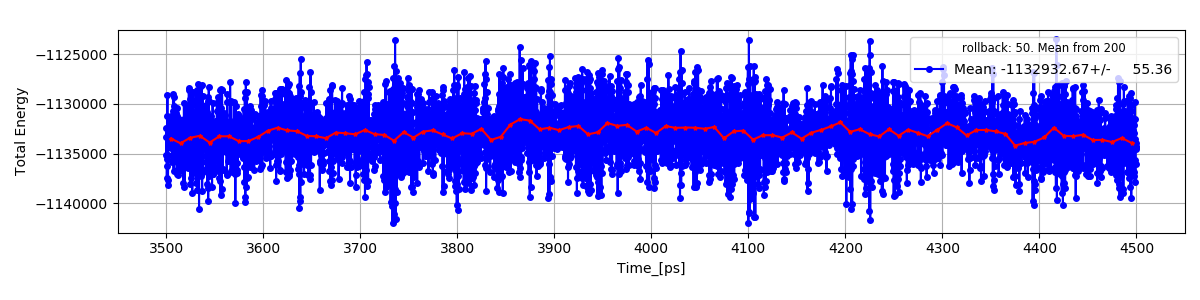 −1125000
−1130000
−1135000
−1140000
Total Energy
rollback: 50. Mean from 200
Mean: -1132932.67+/-     55.36
3500 3600 3700 3800 3900 4000 4100 4200 4300 4400 4500
Time_[ps]